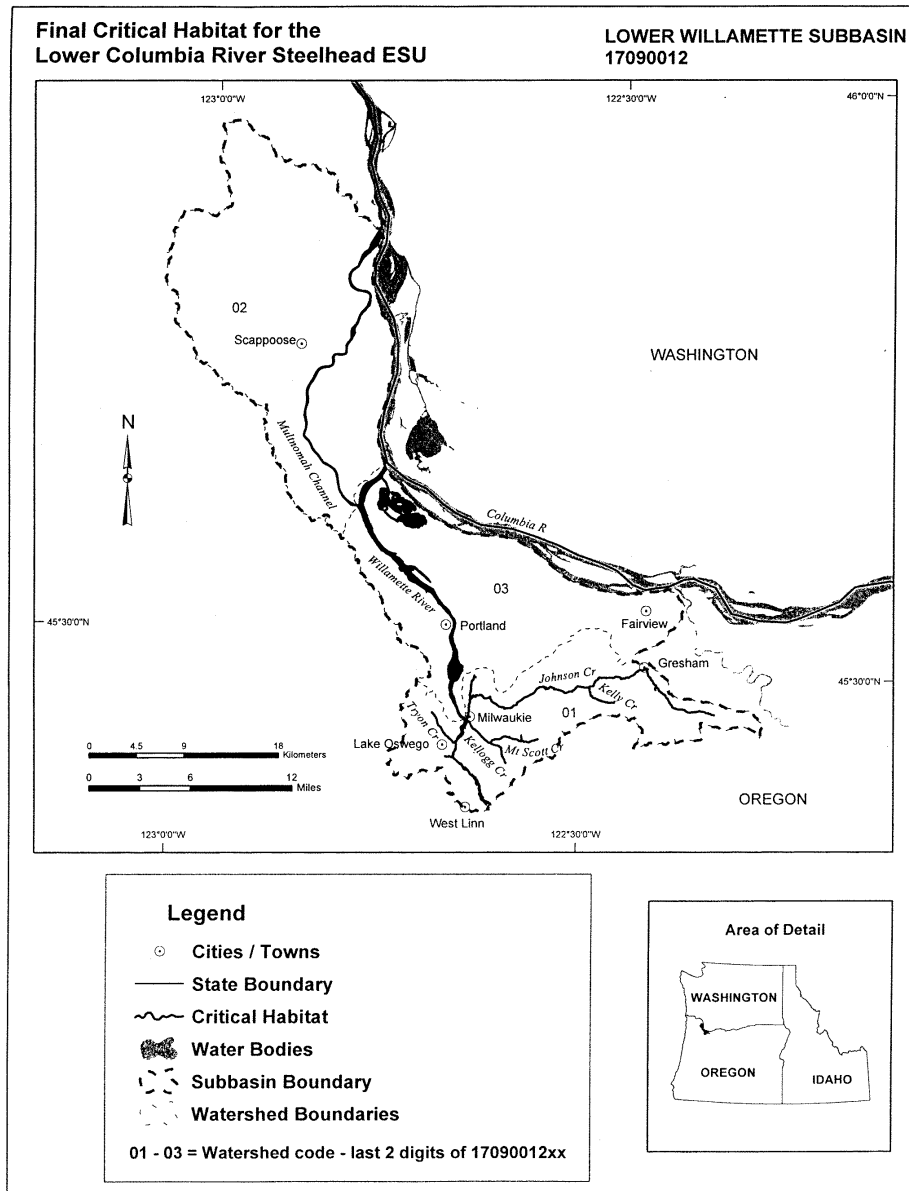 Final Critical Habitat for the
Lower Columbia River Steelhead ESU
LOWER WILLAMETTE SUBBASIN
17090012
123°0'0"W
122°30'0"W
46°0'0"N
02
Scappoose
WASHINGTON
N
Multnomah Channel
Columbia R
Willamette River
03
45°30'0"N
Portland
Fairview
Gresham
45°30'0"N
Johnson Cr
Kelly Cr
01
Milwaukie
Tryon Cr
Lake Oswego
Kellogg Cr
Mt Scott Cr
0 4.5 9 18
Kilometers
0 3 6 12
Miles
OREGON
West Linn
123°0'0"W
122°30'0"W
Legend
Cities / Towns
State Boundary
Critical Habitat
Water Bodies
Subbasin Boundary
Watershed Boundaries
01 - 03 = Watershed code - last 2 digits of 17090012xx
Area of Detail
WASHINGTON
OREGON
IDAHO